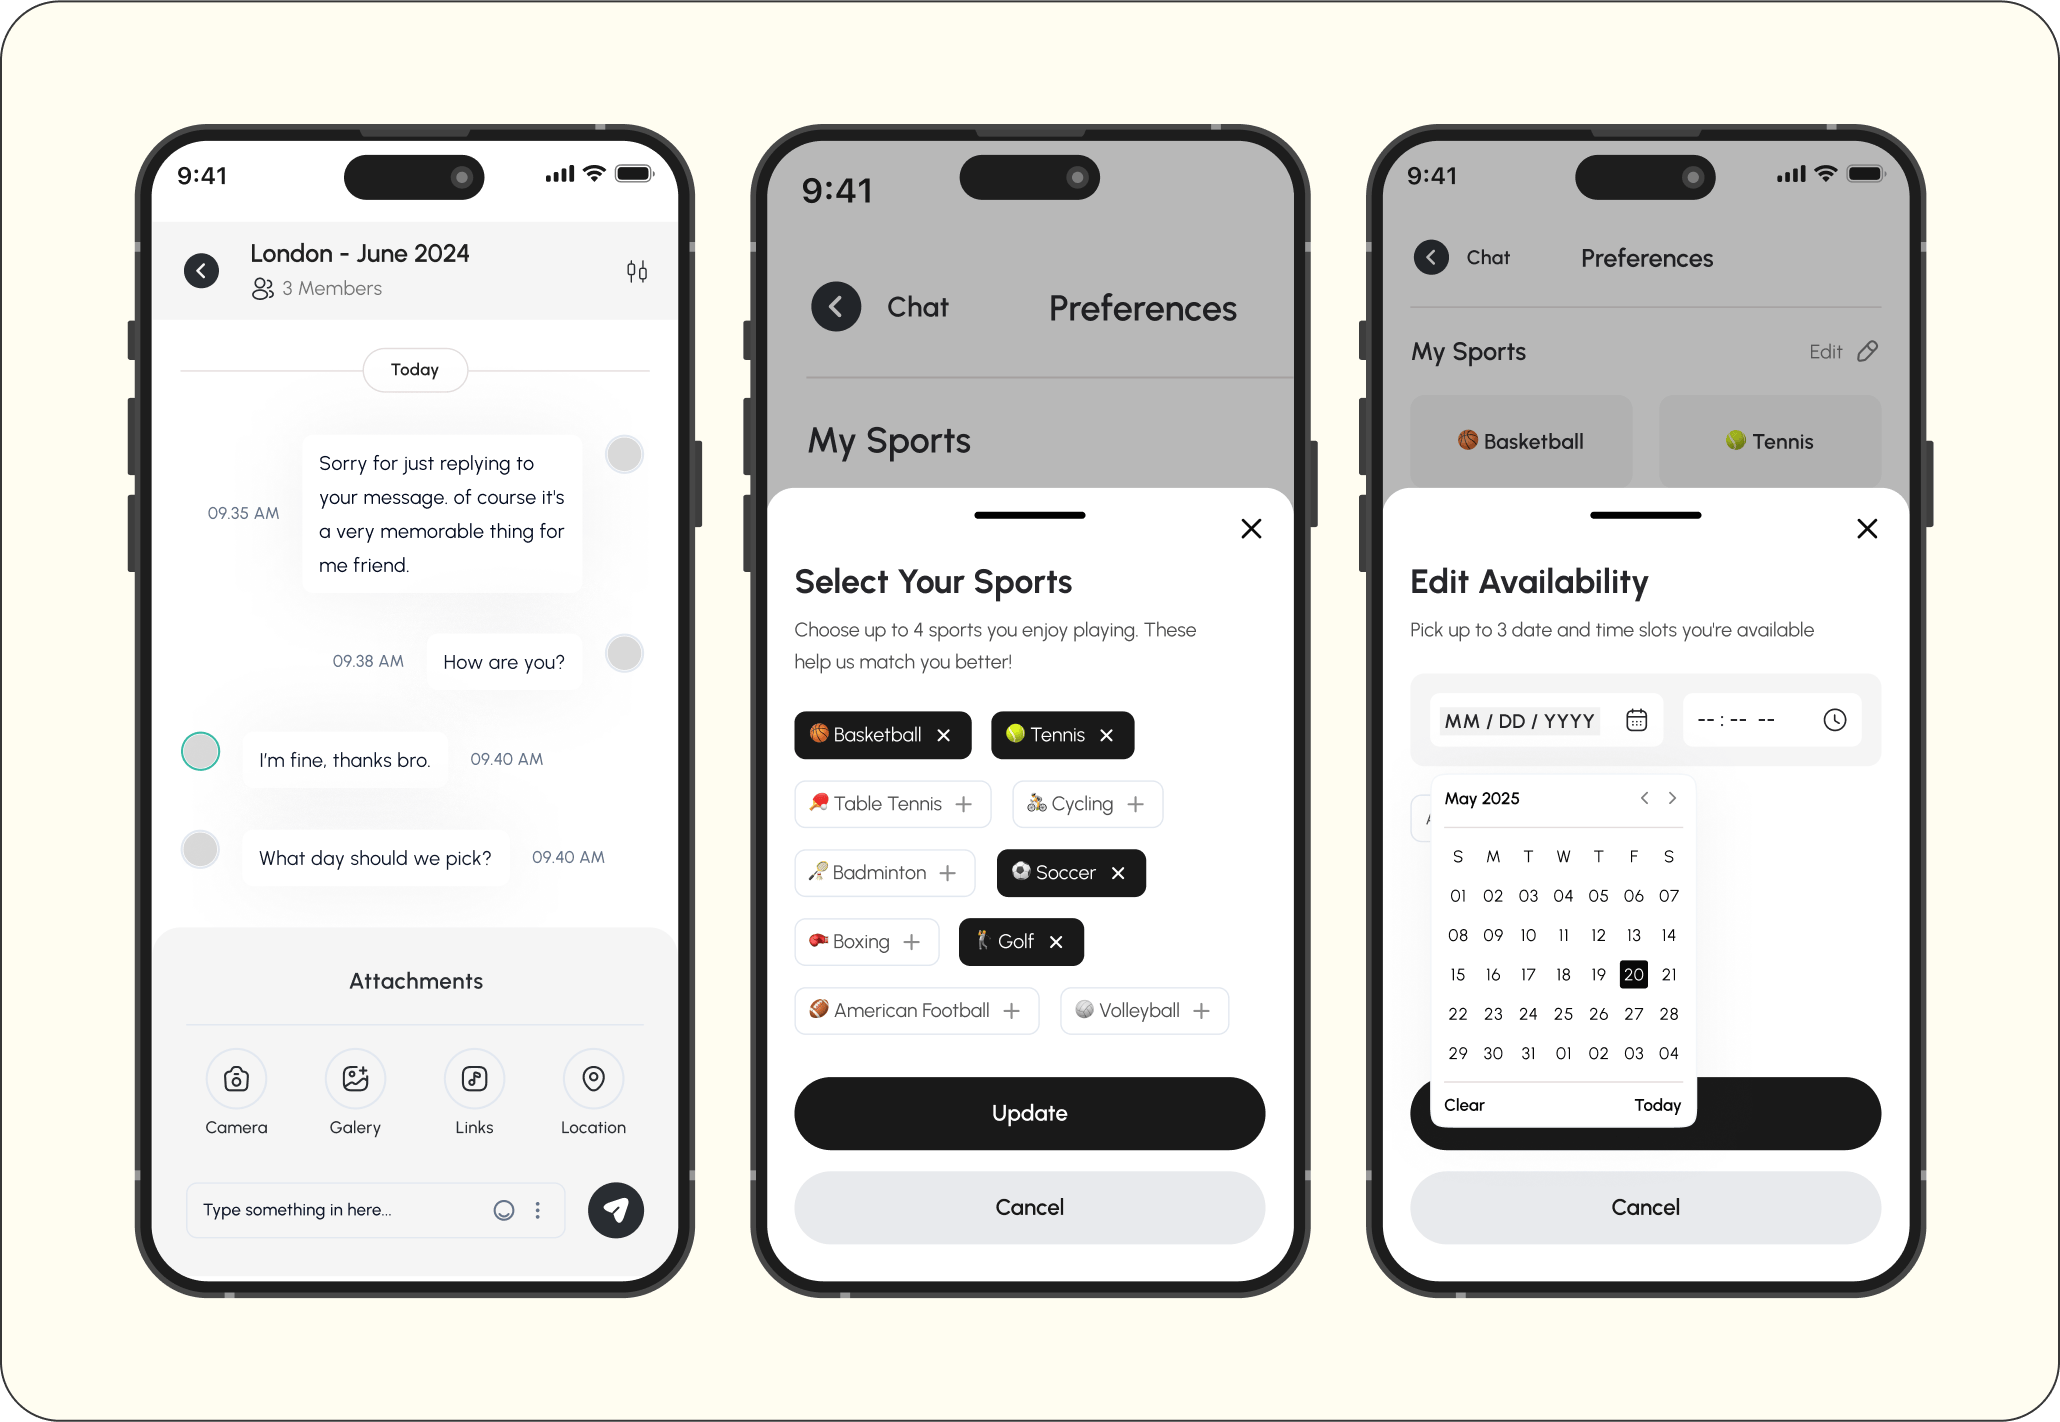 9:41
London - June 2024
3 Members
Today
Sorry for just replying to
your message. of course it's
a very memorable thing for
me friend.
09.35 AM
09.38 AM
How are you?
I'm fine, thanks bro.
09.40 AM
What day should we pick?
09.40 AM
Attachments
Camera
Galery
Links
Location
Type something in here...
9:41
Chat
Preferences
My Sports
Select Your Sports
Choose up to 4 sports you enjoy playing. These
help us match you better!
Basketball
Tennis
Table Tennis
Cycling
Badminton
Soccer
Boxing
Golf
American Football
Volleyball
Update
Cancel
9:41
Chat
Preferences
My Sports
Edit
Basketball
Tennis
Edit Availability
Pick up to 3 date and time slots you're available
MM / DD / YYYY
-- : -- --
May 2025
S M T W T F S
01 02 03 04 05 06 07
08 09 10 11 12 13 14
15 16 17 18 19 20 21
22 23 24 25 26 27 28
29 30 31 01 02 03 04
Clear
Today
Cancel